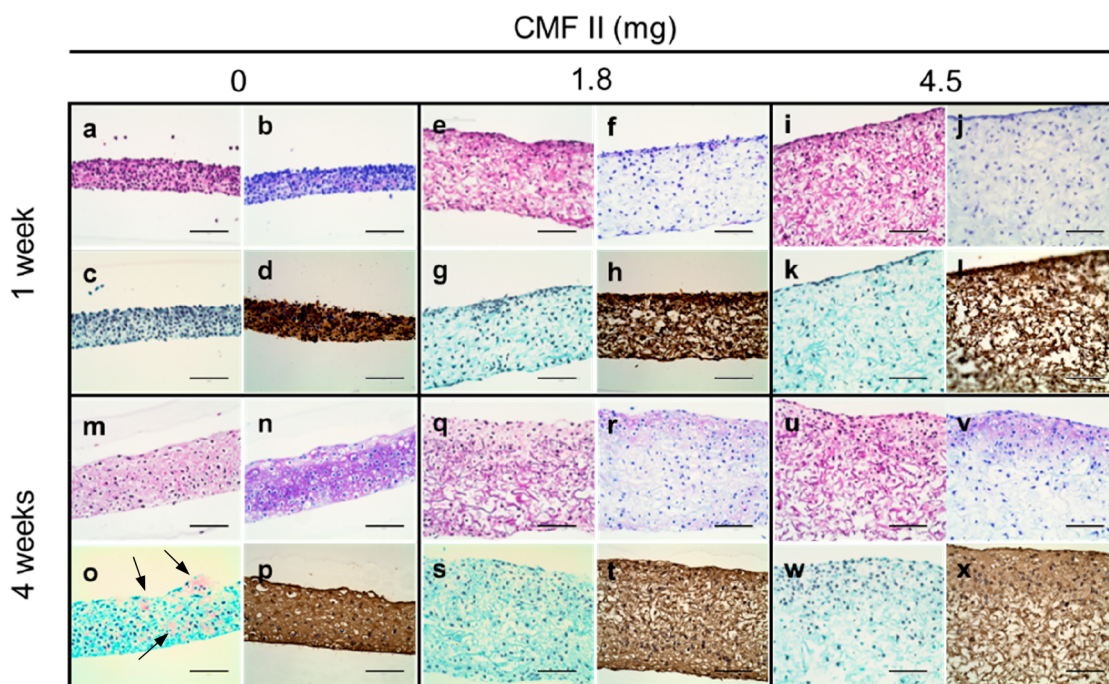 CMF II (mg)
0 1.8 4.5
1 week
a b e f i j
c d g h k l
4 weeks
m n q r u v
o p s t w x